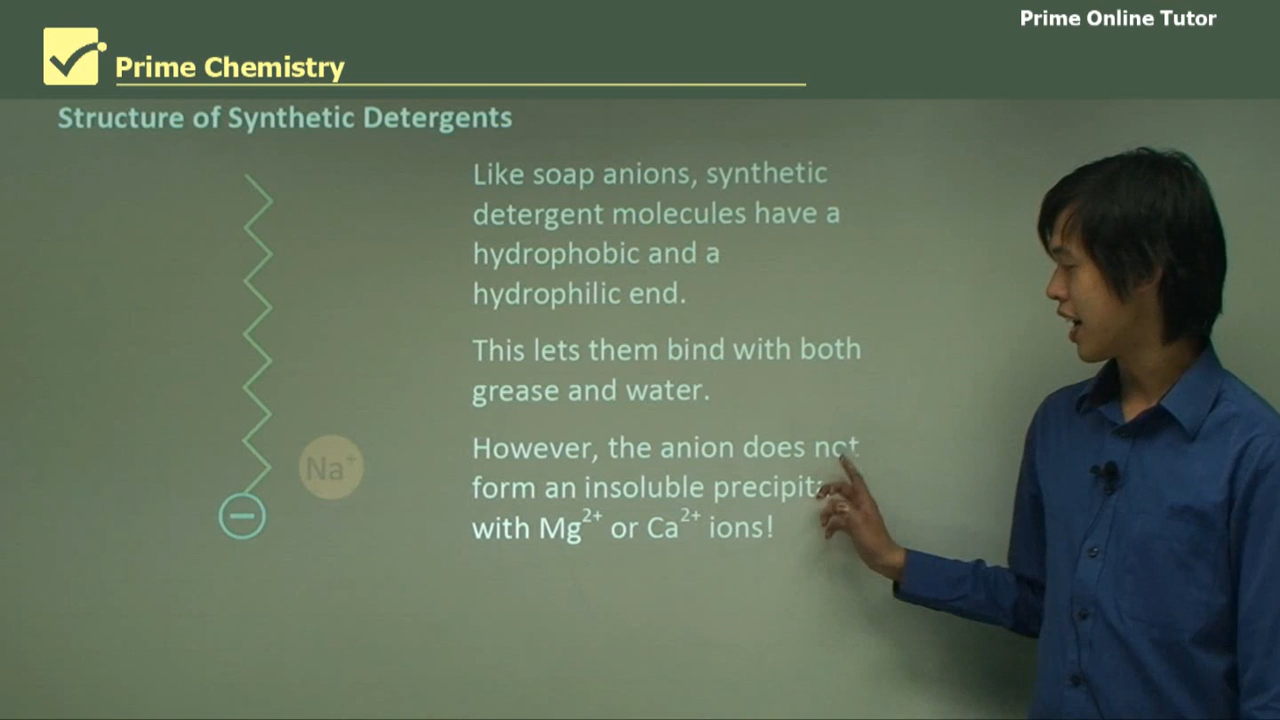 Prime Online Tutor
Prime Chemistry
Structure of Synthetic Detergents
Like soap anions, synthetic
detergent molecules have a
hydrophobic and a
hydrophilic end.
This lets them bind with both
grease and water.
However, the anion does not
form an insoluble
with Mg²⁺ or Ca²⁺ ions!
Na⁺
−